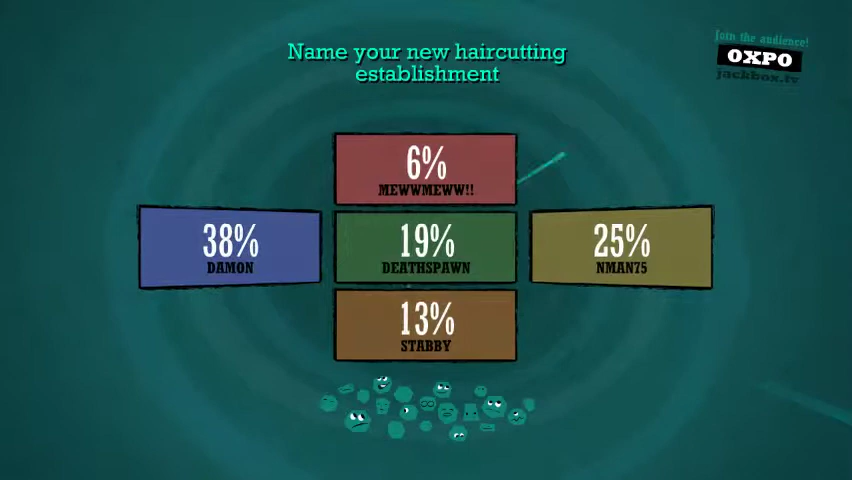 Name your new haircutting
establishment
Join the audience!
OXPO
jackbox.tv
6%
MEWWMEWW!!
38%
DAMON
19%
DEATHSPAWN
25%
NMAN75
13%
STABBY